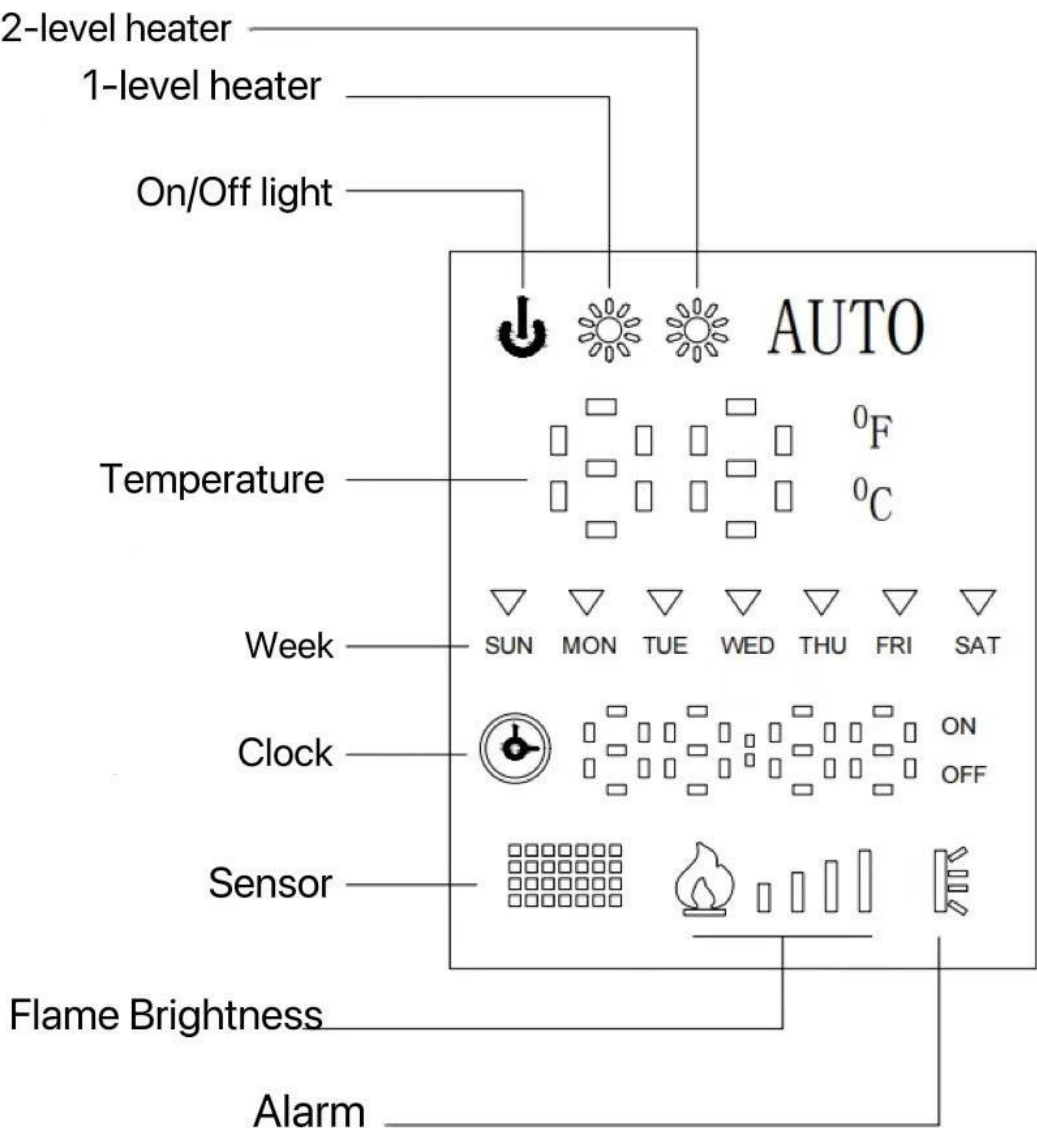 2-level heater
1-level heater
On/Off light
AUTO
⁰F
Temperature
⁰C
Week
SUN MON TUE WED THU FRI SAT
ON
Clock
OFF
Sensor
Flame Brightness
Alarm